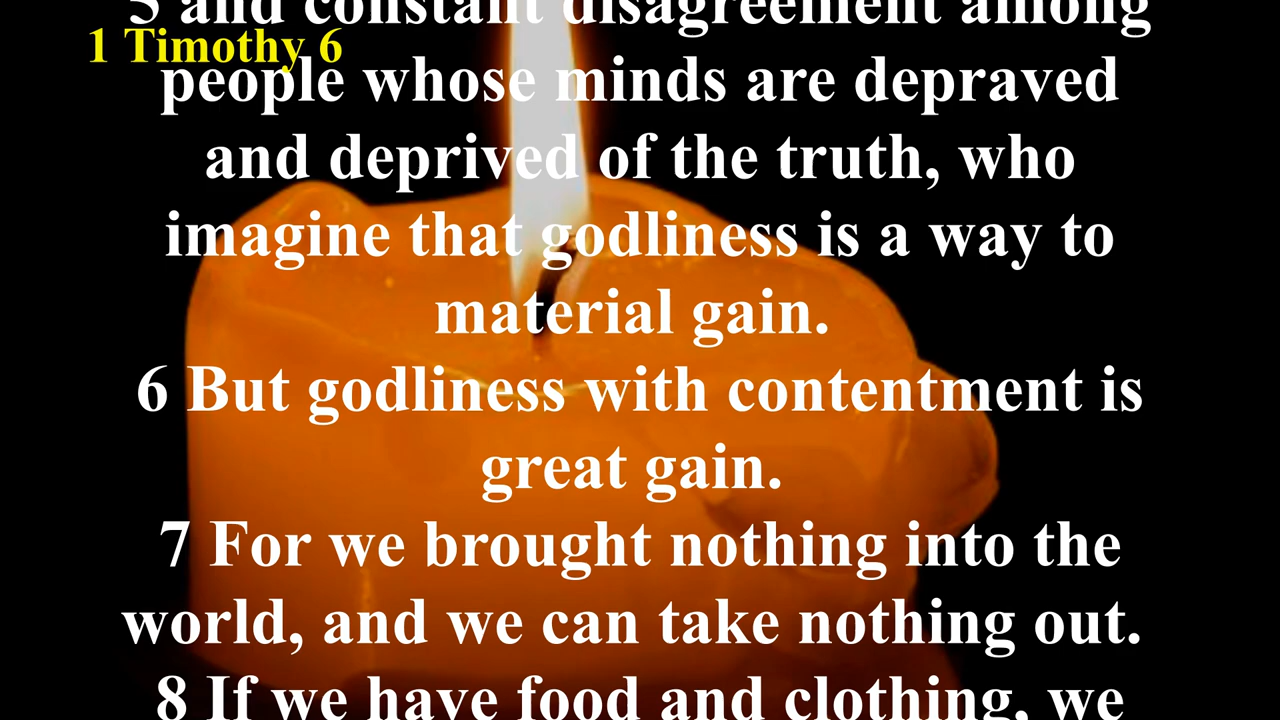 5 and constant disagreement among
1 Timothy 6
people whose minds are depraved
and deprived of the truth, who
imagine that godliness is a way to
material gain.
6 But godliness with contentment is
great gain.
7 For we brought nothing into the
world, and we can take nothing out.
8 If we have food and clothing, we